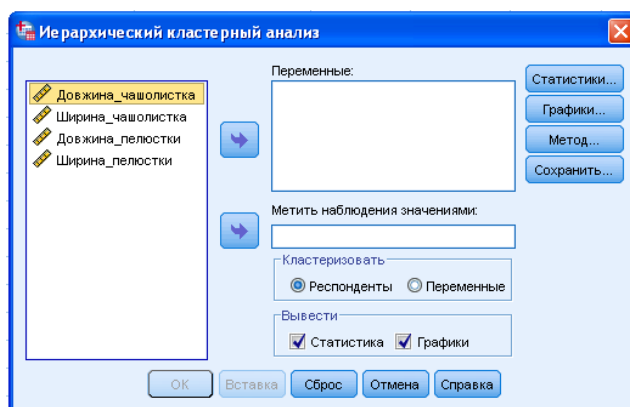 Иерархический кластерный анализ
Довжина_чашолистка
Ширина_чашолистка
Довжина_пелюстки
Ширина_пелюстки
Переменные:
Метить наблюдения значениями:
Кластеризовать
Респонденты Переменные
Вывести
Статистика Графики
Статистики...
Графики...
Метод...
Сохранить...
ОК Вставка Сброс Отмена Справка